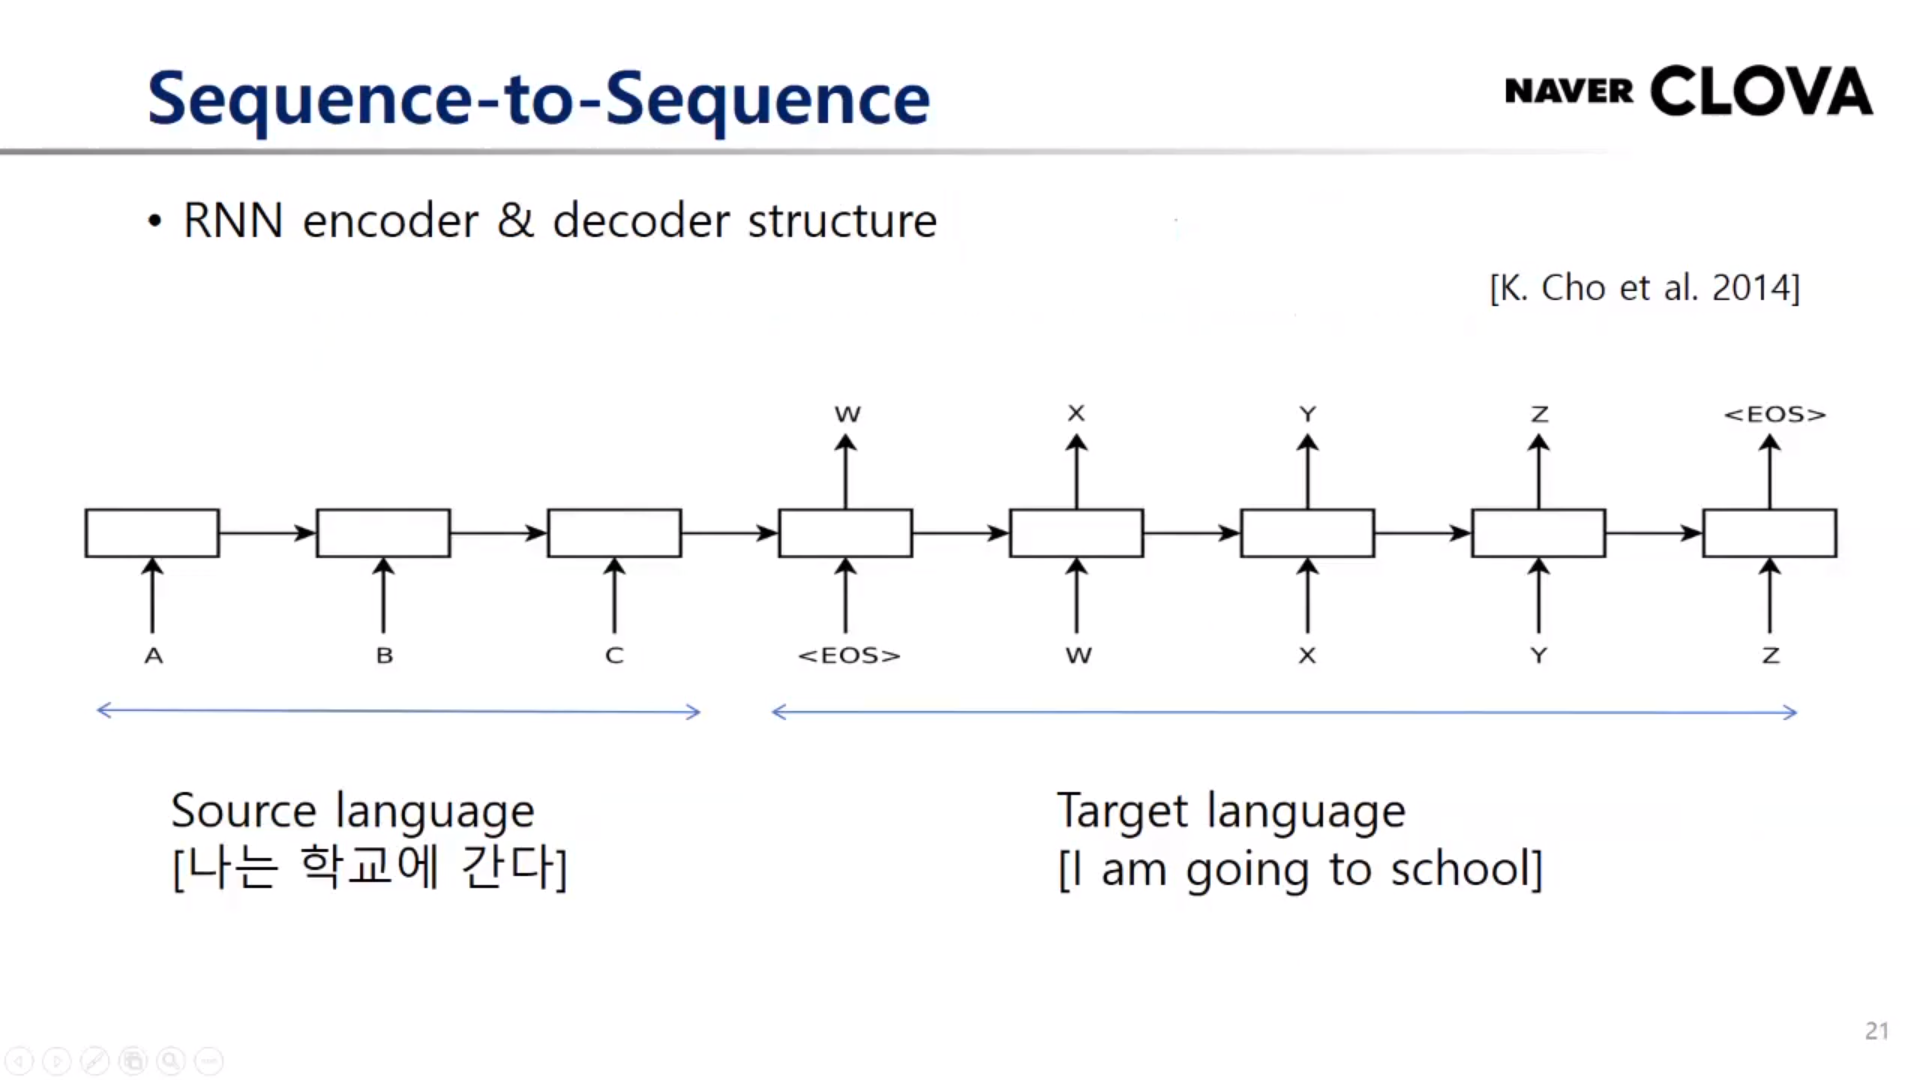 Sequence-to-Sequence
NAVER CLOVA
• RNN encoder & decoder structure
[K. Cho et al. 2014]
W X Y Z <EOS>
A B C <EOS> W X Y Z
Source language
[나는 학교에 간다]
Target language
[I am going to school]
21